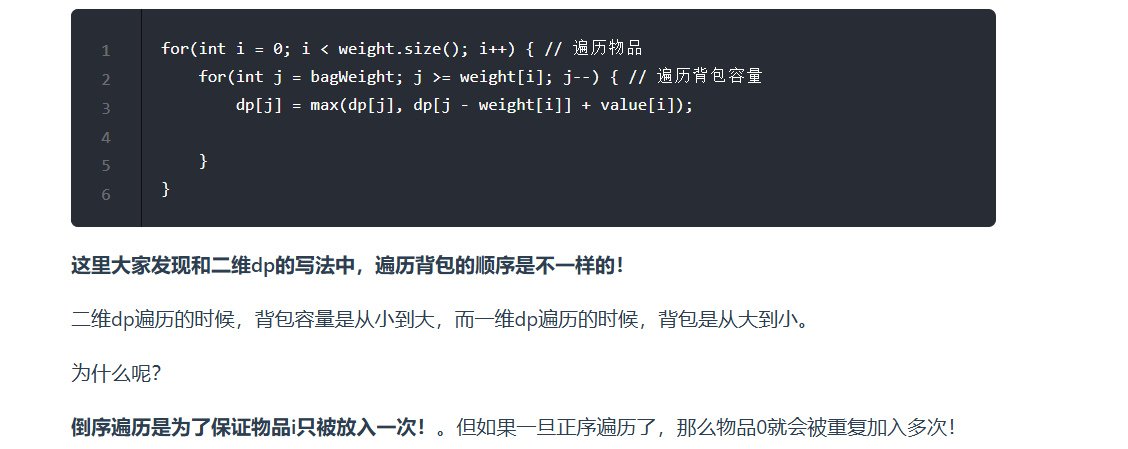 1 for(int i = 0; i < weight.size(); i++) { // 遍历物品
2 for(int j = bagWeight; j >= weight[i]; j--) { // 遍历背包容量
3 dp[j] = max(dp[j], dp[j - weight[i]] + value[i]);
4
5 }
6 }
这里大家发现和二维dp的写法中，遍历背包的顺序是不一样的！
二维dp遍历的时候，背包容量是从小到大，而一维dp遍历的时候，背包是从大到小。
为什么呢？
倒序遍历是为了保证物品i只被放入一次！。但如果一旦正序遍历了，那么物品0就会被重复加入多次！